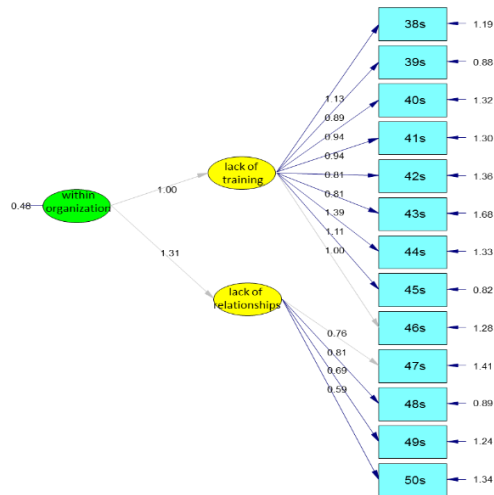 38s
1.19
39s
0.88
40s
1.32
1.13
0.89
0.94
0.94
0.81
0.81
1.39
1.11
1.00
41s
1.30
lack of
training
42s
1.36
within
organization
0.46
1.00
43s
1.68
44s
1.33
1.31
45s
0.82
lack of
relationships
46s
1.28
0.76
0.81
0.69
0.59
47s
1.41
48s
0.89
49s
1.24
50s
1.34